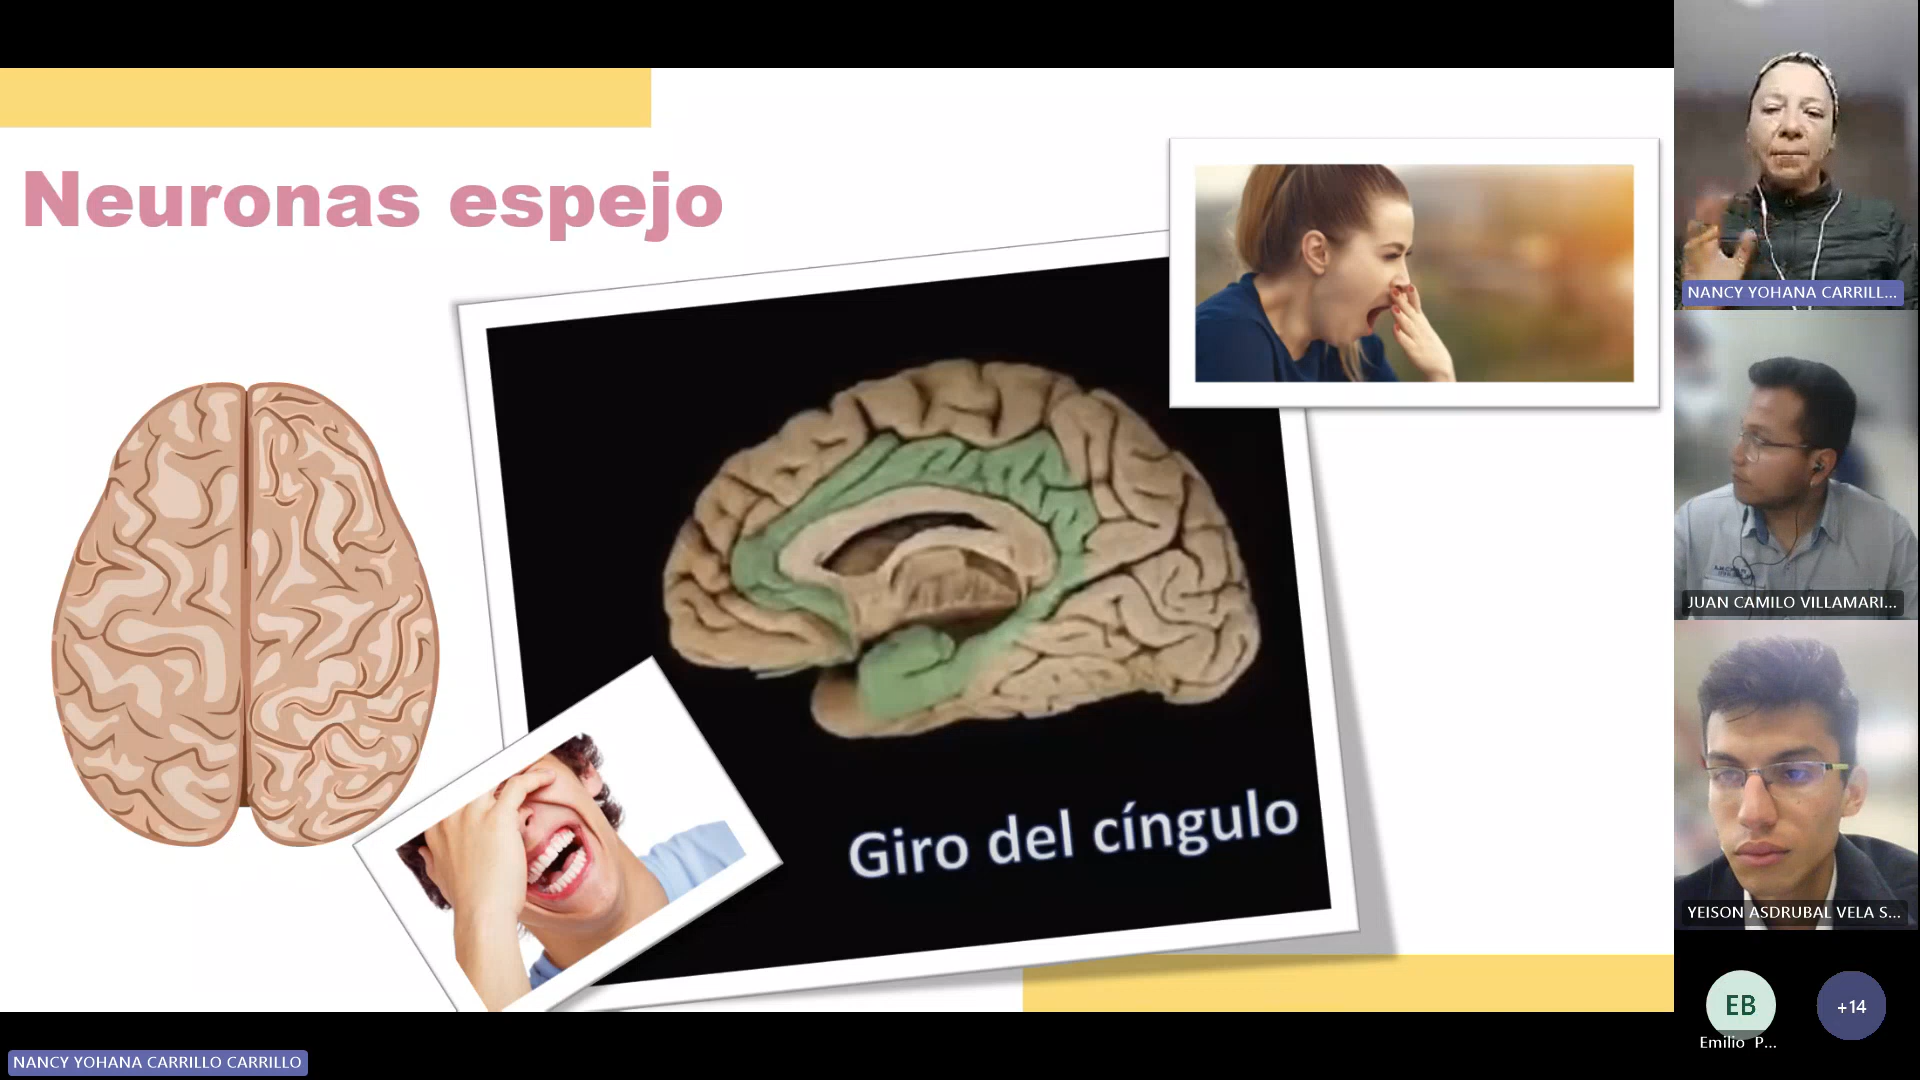 Neuronas espejo
Giro del cíngulo
NANCY YOHANA CARRILL...
JUAN CAMILO VILLAMARI...
YEISON ASDRUBAL VELA S...
EB
Emilio P...
+14
NANCY YOHANA CARRILLO CARRILLO